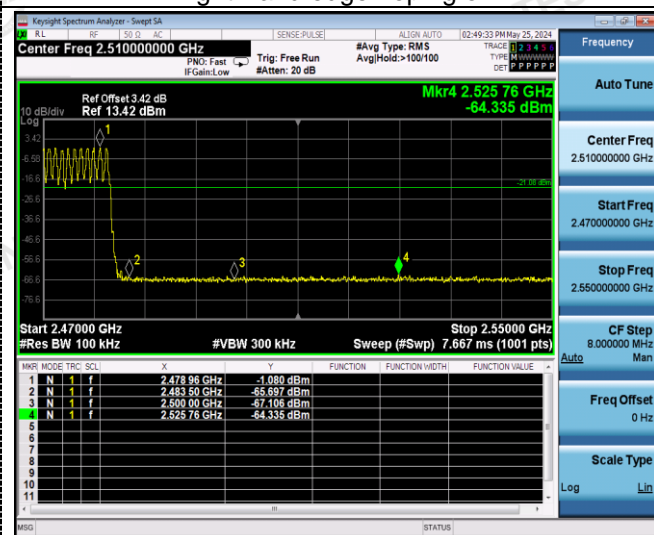 Keysight Spectrum Analyzer - Swept SA
RL RF 50 Ω AC SENSE:PULSE ALIGN AUTO 02:49:33 PM May 25, 2024
Center Freq 2.510000000 GHz
PNO: Fast
IFGain:Low
Trig: Free Run
#Atten: 20 dB
#Avg Type: RMS
Avg|Hold:>100/100
TRACE 1 2 3 4 5 6
TYPE M WWWWW
DET P P P P P P
Frequency
Auto Tune
Center Freq
2.510000000 GHz
Start Freq
2.470000000 GHz
Stop Freq
2.550000000 GHz
CF Step
8.000000 MHz
Auto Man
Freq Offset
0 Hz
Scale Type
Log Lin
Mkr4 2.525 76 GHz
-64.335 dBm
Ref Offset 3.42 dB
10 dB/div Ref 13.42 dBm
Log
3.42
-6.58
-16.6
-26.6
-36.6
-46.6
-56.6
-66.6
-76.6
1
2
3
4
-21.08 dBm
Start 2.47000 GHz Stop 2.55000 GHz
#Res BW 100 kHz #VBW 300 kHz Sweep (#Swp) 7.667 ms (1001 pts)
MKR MODE TRC SCL X Y FUNCTION FUNCTION WIDTH FUNCTION VALUE
1 N 1 f 2.478 96 GHz -1.080 dBm
2 N 1 f 2.483 50 GHz -65.697 dBm
3 N 1 f 2.500 00 GHz -67.106 dBm
4 N 1 f 2.525 76 GHz -64.335 dBm
5
6
7
8
9
10
11
MSG STATUS